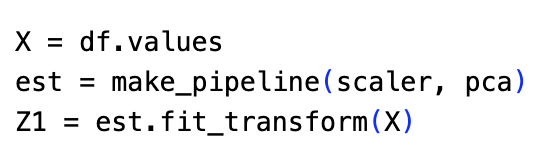 X = df.values
est = make_pipeline(scaler, pca)
Z1 = est.fit_transform(X)